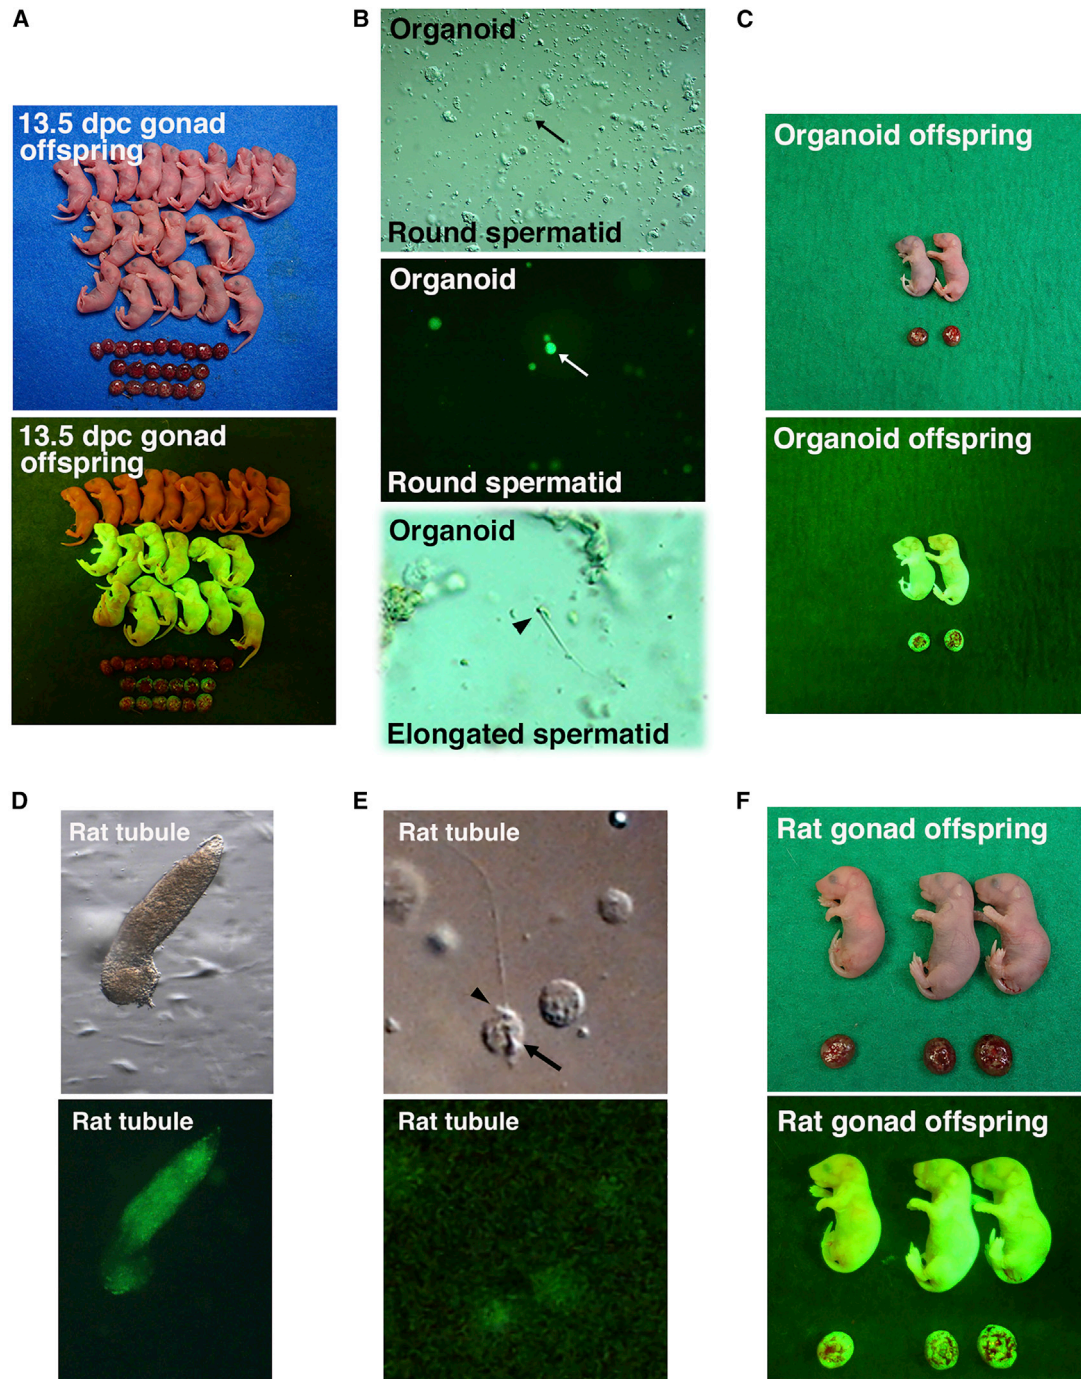 A
13.5 dpc gonad
offspring
13.5 dpc gonad
offspring
B
Organoid
Round spermatid
Organoid
Round spermatid
Organoid
Elongated spermatid
C
Organoid offspring
Organoid offspring
D
Rat tubule
Rat tubule
E
Rat tubule
Rat tubule
F
Rat gonad offspring
Rat gonad offspring